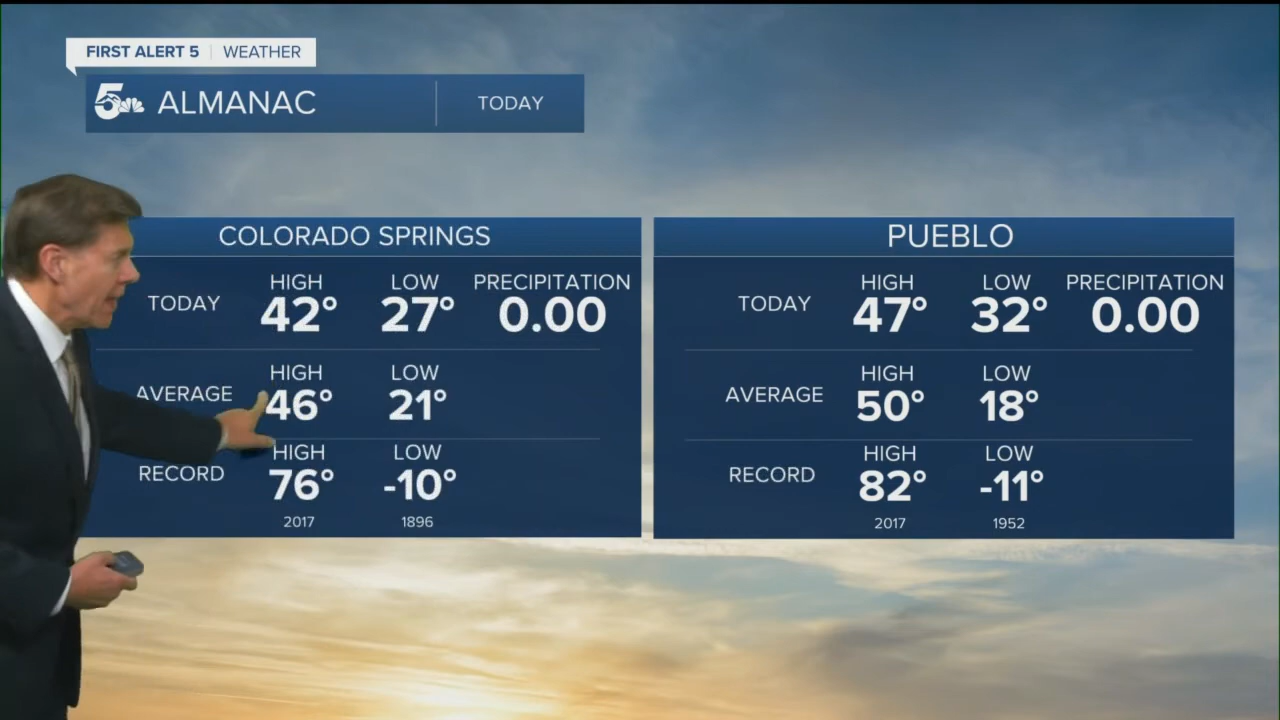 FIRST ALERT 5 | WEATHER
5 ALMANAC TODAY
COLORADO SPRINGS
HIGH LOW PRECIPITATION
TODAY 42° 27° 0.00
HIGH LOW
AVERAGE 46° 21°
HIGH LOW
RECORD 76° -10°
2017 1896
PUEBLO
HIGH LOW PRECIPITATION
TODAY 47° 32° 0.00
HIGH LOW
AVERAGE 50° 18°
HIGH LOW
RECORD 82° -11°
2017 1952